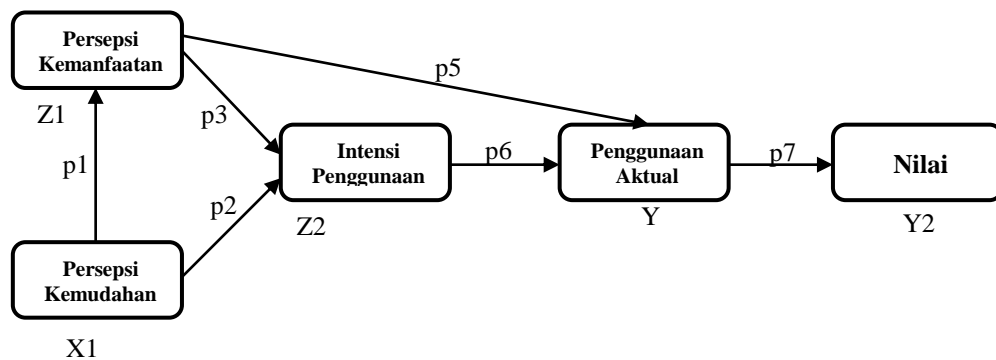 Persepsi
Kemanfaatan
Z1
p5
p3
p1
Intensi
Penggunaan
Z2
p6
Penggunaan
Aktual
Y
p7
Nilai
Y2
p2
Persepsi
Kemudahan
X1